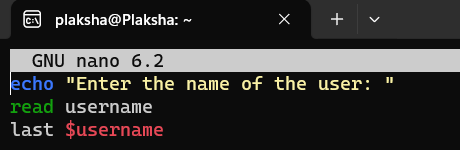 plaksha@Plaksha: ~
GNU nano 6.2
echo "Enter the name of the user: "
read username
last $username